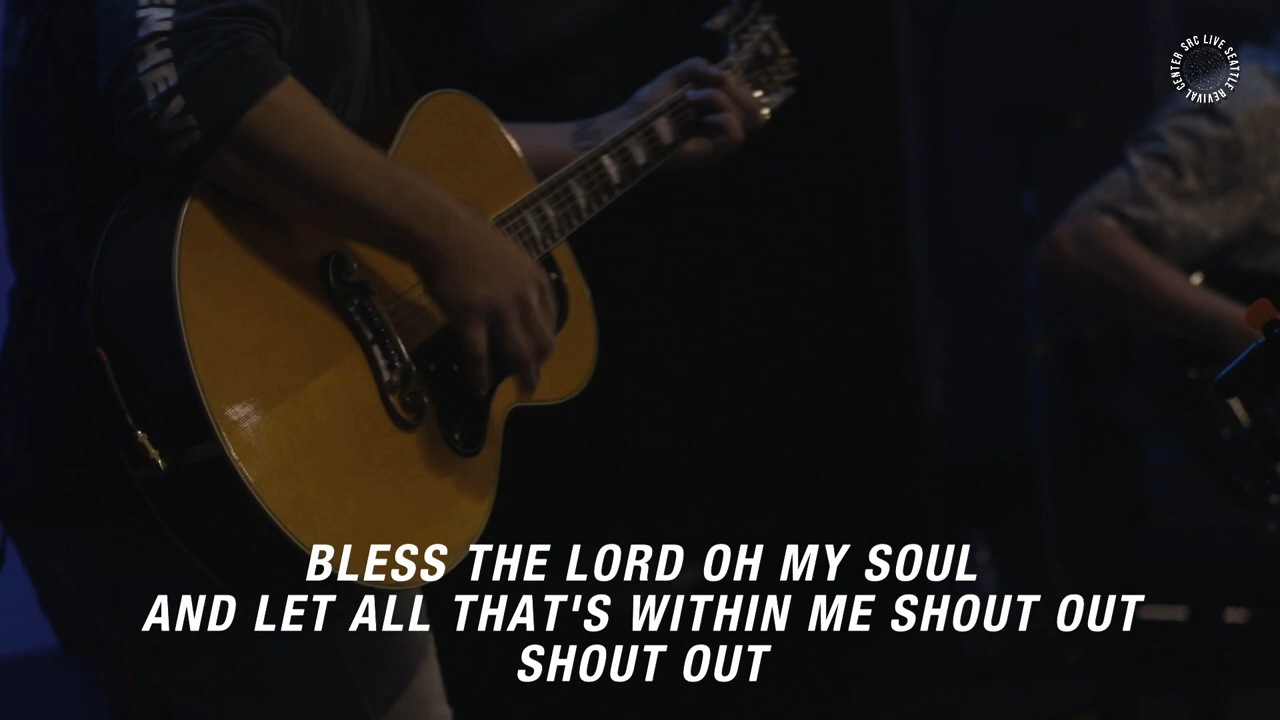 SRC LIVE SEATTLE REVIVAL CENTER
BLESS THE LORD OH MY SOUL
AND LET ALL THAT'S WITHIN ME SHOUT OUT
SHOUT OUT